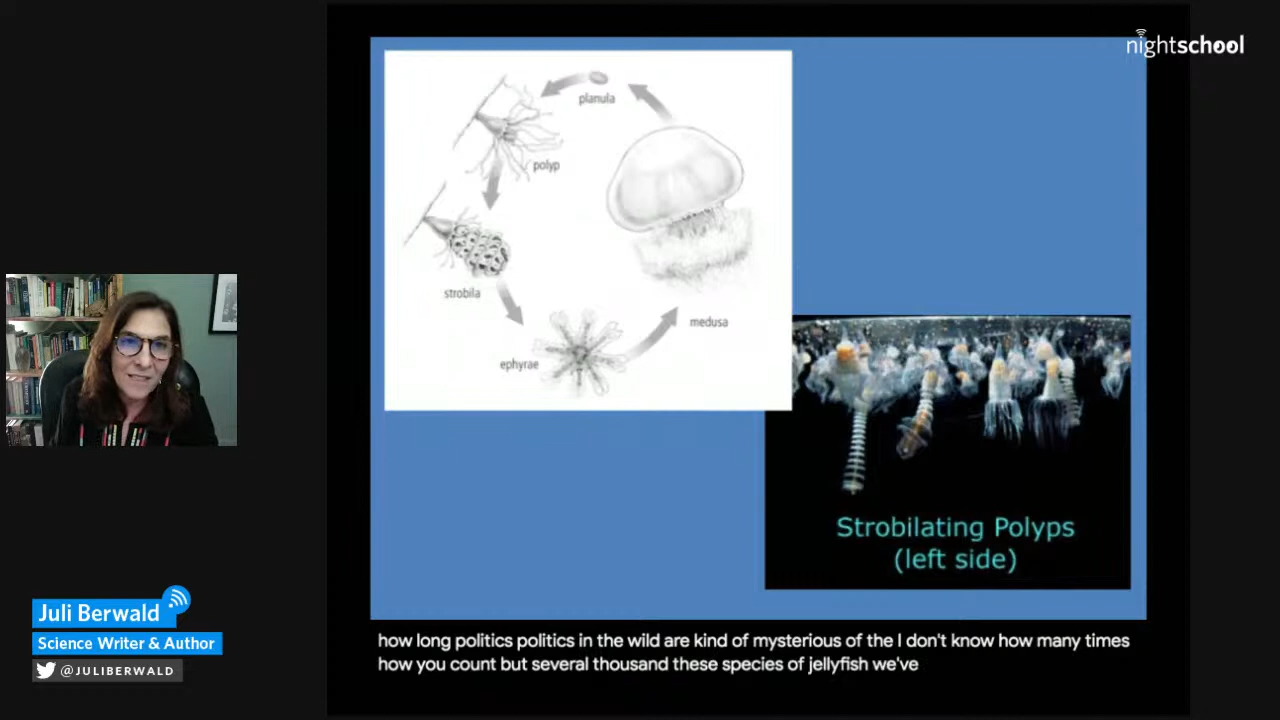 nightschool
planula
polyp
strobila
medusa
ephyrae
Strobilating Polyps
(left side)
Juli Berwald
Science Writer & Author
@JULIBERWALD
how long politics politics in the wild are kind of mysterious of the I don't know how many times
how you count but several thousand these species of jellyfish we've